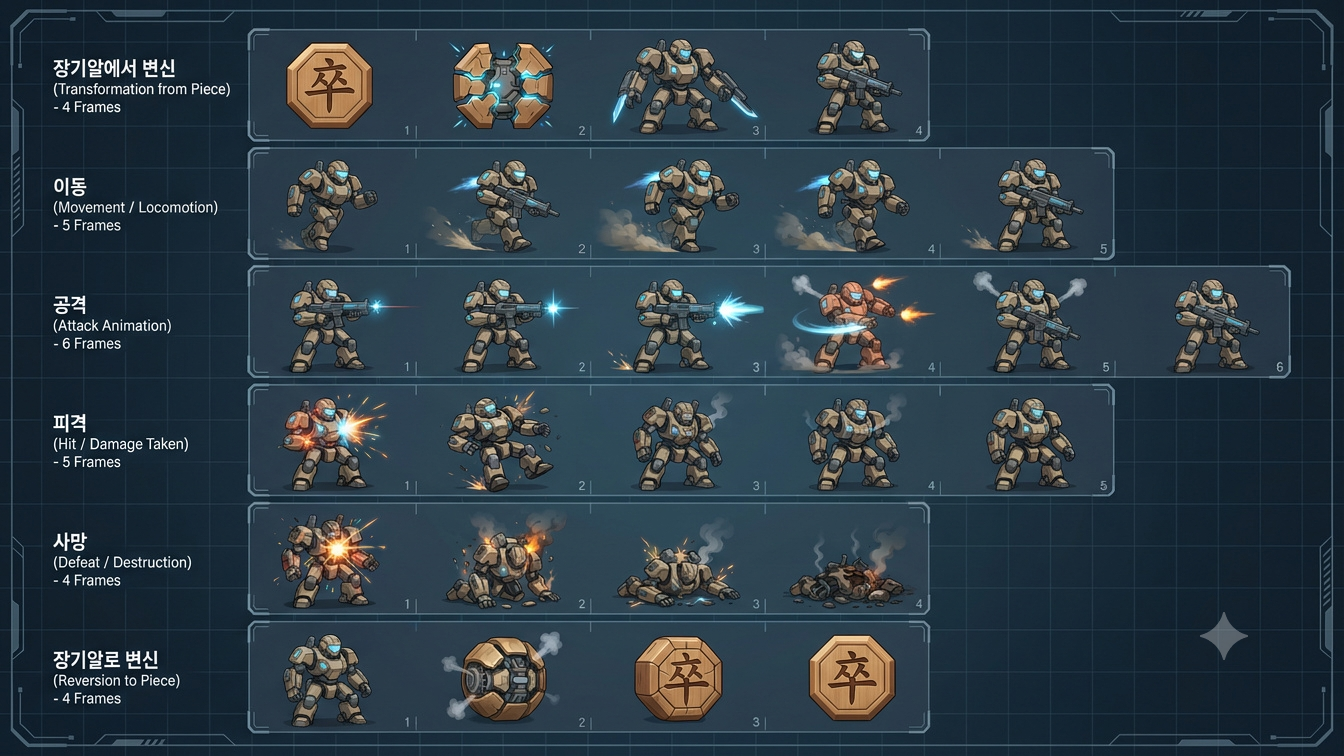 장기알에서 변신
(Transformation from Piece)
- 4 Frames
卒
1
2
3
4
이동
(Movement / Locomotion)
- 5 Frames
1
2
3
4
5
공격
(Attack Animation)
- 6 Frames
1
2
3
4
5
6
피격
(Hit / Damage Taken)
- 5 Frames
1
2
3
4
5
사망
(Defeat / Destruction)
- 4 Frames
1
2
3
4
장기알로 변신
(Reversion to Piece)
- 4 Frames
卒
卒
1
2
3